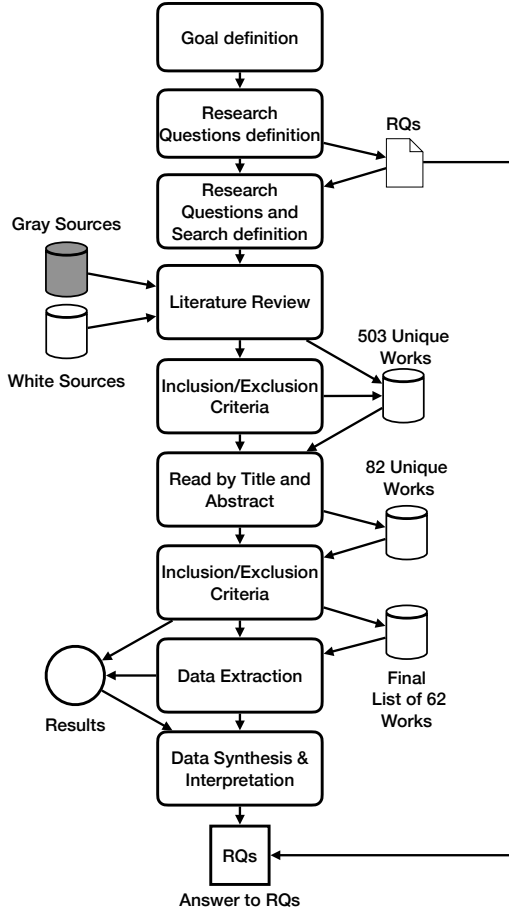 Goal definition
Research
Questions definition
RQs
Research
Questions and
Search definition
Gray Sources
Literature Review
White Sources
503 Unique
Works
Inclusion/Exclusion
Criteria
Read by Title and
Abstract
82 Unique
Works
Inclusion/Exclusion
Criteria
Data Extraction
Final
List of 62
Works
Results
Data Synthesis &
Interpretation
RQs
Answer to RQs